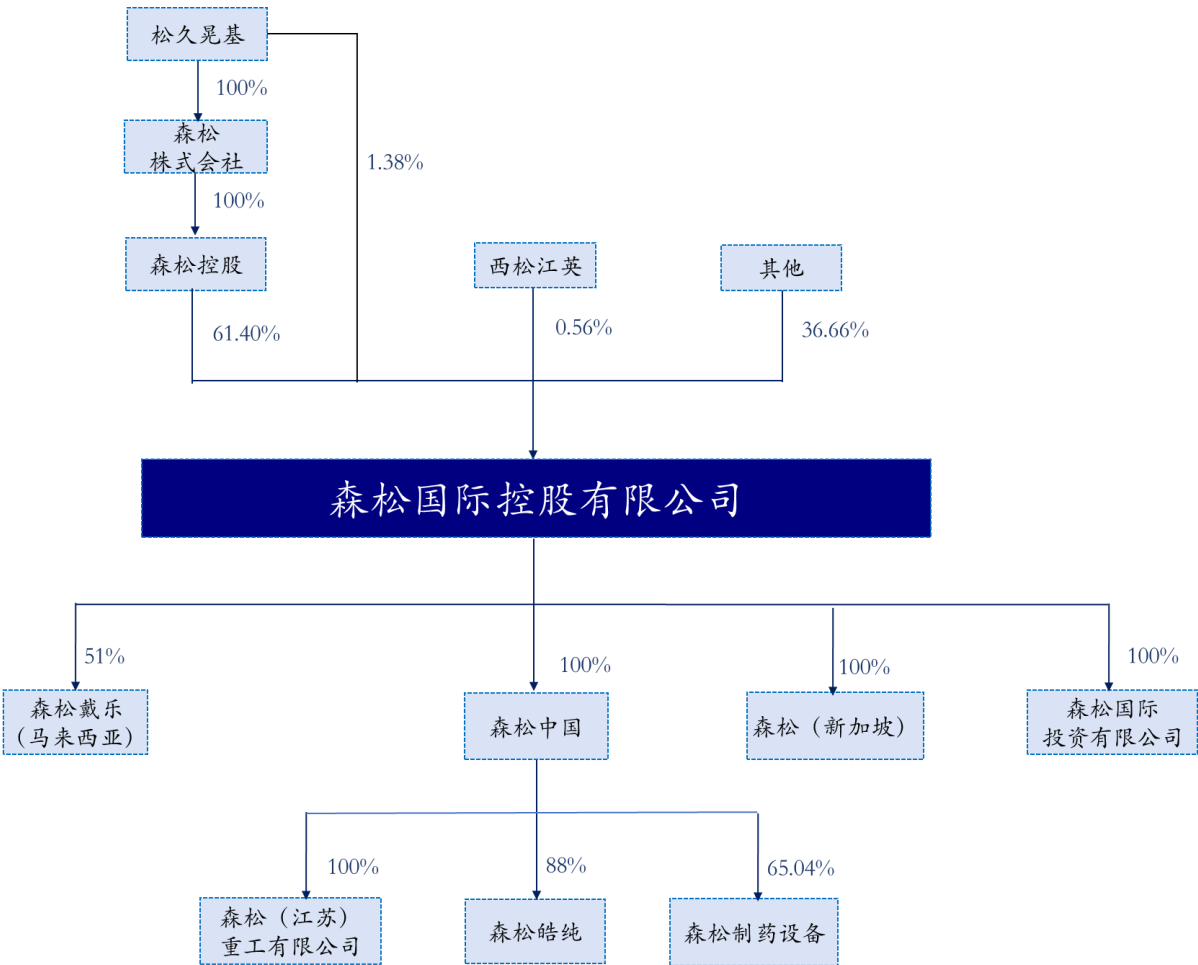 松久晃基
100%
森松
株式会社
1.38%
100%
森松控股
西松江英
其他
61.40%
0.56%
36.66%
森松国际控股有限公司
51%
100%
100%
100%
森松戴乐
（马来西亚）
森松中国
森松（新加坡）
森松国际
投资有限公司
100%
88%
65.04%
森松（江苏）
重工有限公司
森松皓纯
森松制药设备